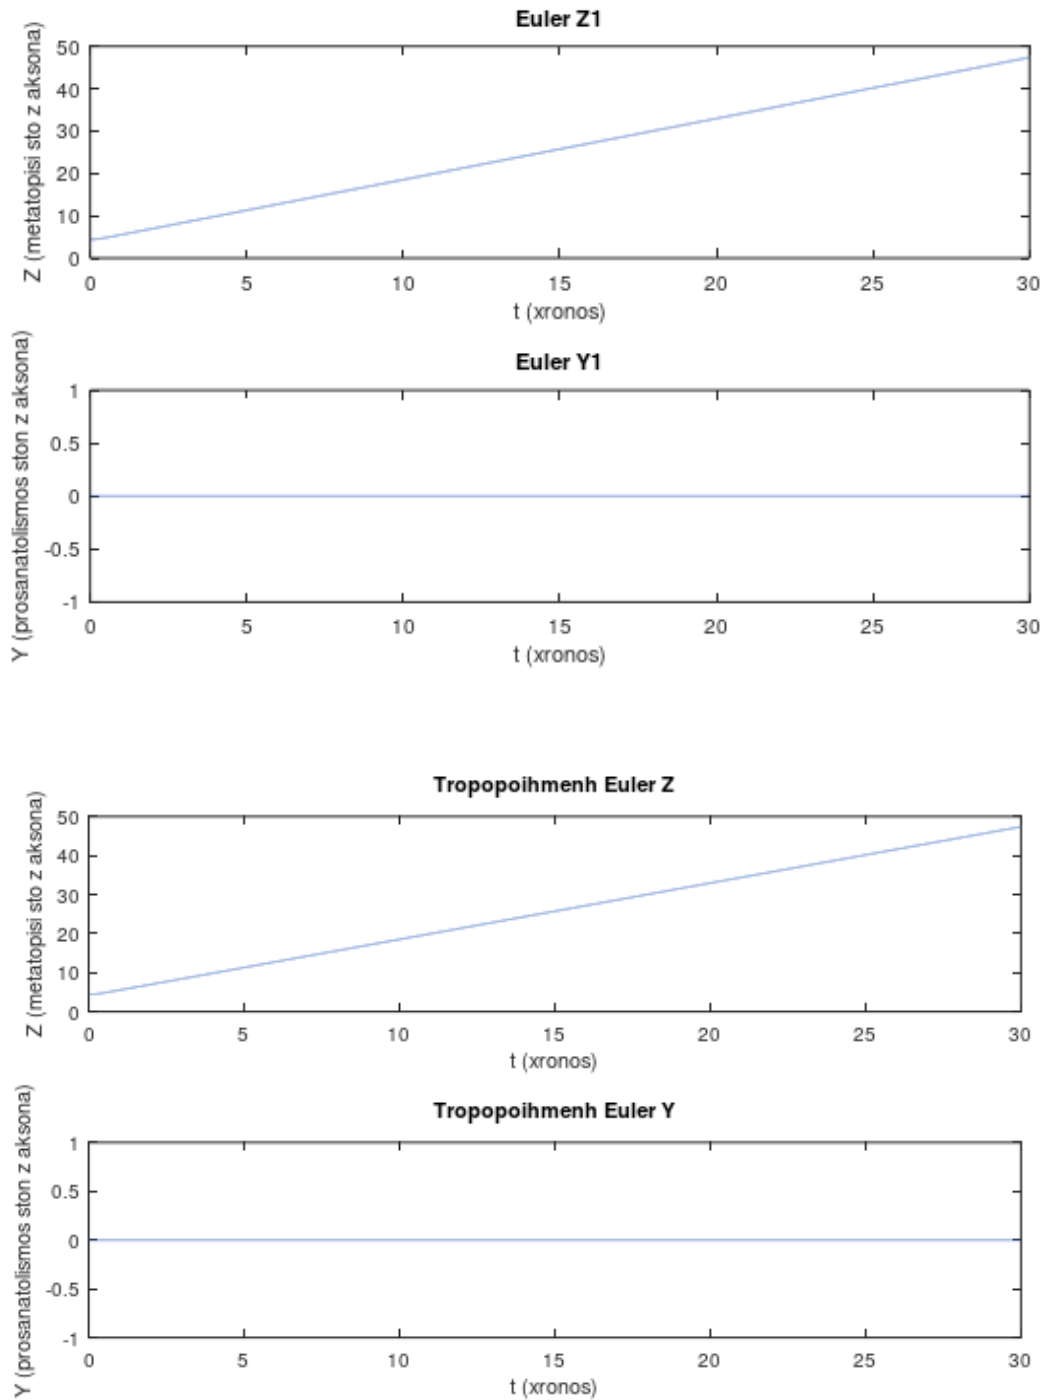 Euler Z1
Z (metatopisi sto z aksona)
50
40
30
20
10
0
0 5 10 15 20 25 30
t (xronos)
Euler Y1
Y (prosanatolismos ston z aksona)
1
0.5
0
-0.5
-1
0 5 10 15 20 25 30
t (xronos)
Tropopoihmenh Euler Z
Z (metatopisi sto z aksona)
50
40
30
20
10
0
0 5 10 15 20 25 30
t (xronos)
Tropopoihmenh Euler Y
Y (prosanatolismos ston z aksona)
1
0.5
0
-0.5
-1
0 5 10 15 20 25 30
t (xronos)